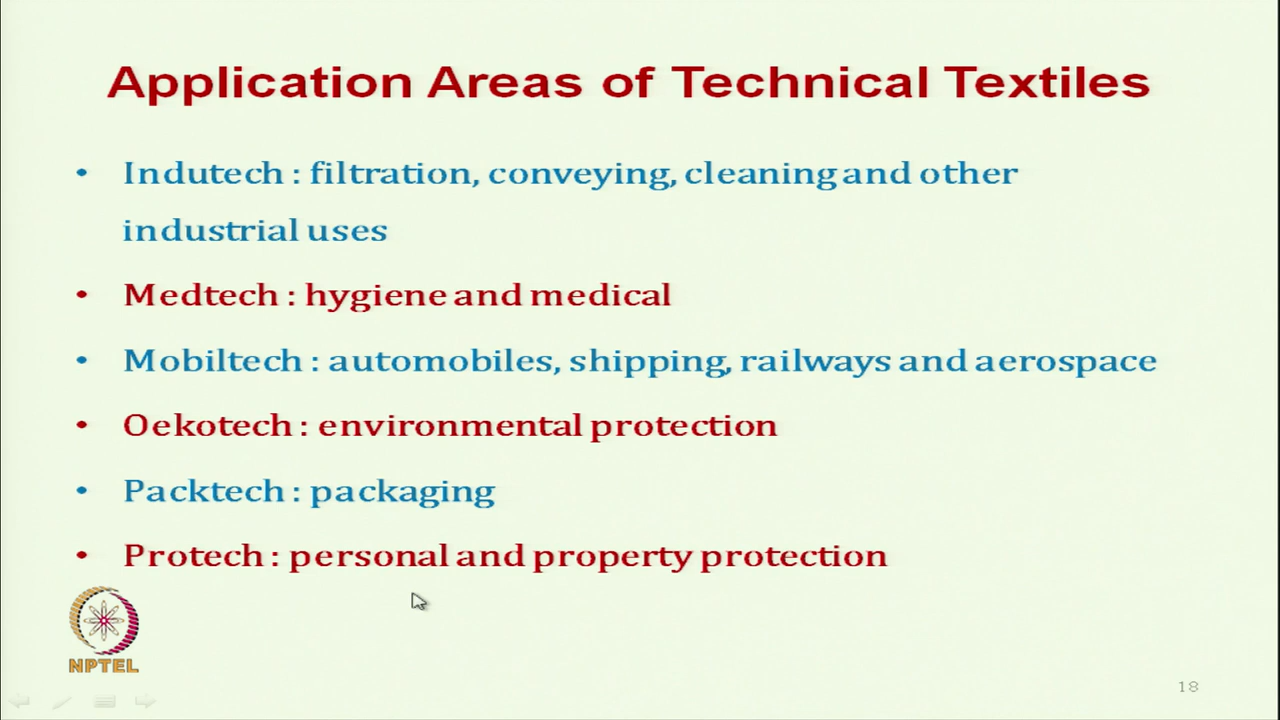 Application Areas of Technical Textiles
• Indutech : filtration, conveying, cleaning and other
industrial uses
• Medtech : hygiene and medical
• Mobiltech : automobiles, shipping, railways and aerospace
• Oekotech : environmental protection
• Packtech : packaging
• Protech : personal and property protection
NPTEL
18